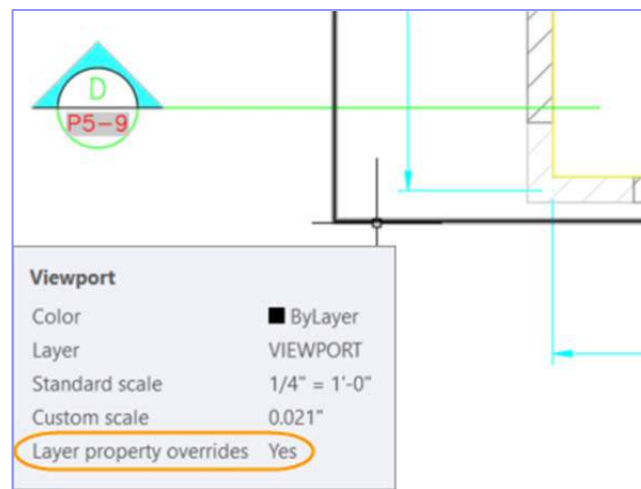 D
P5-9
Viewport
Color ByLayer
Layer VIEWPORT
Standard scale 1/4" = 1'-0"
Custom scale 0.021"
Layer property overrides Yes